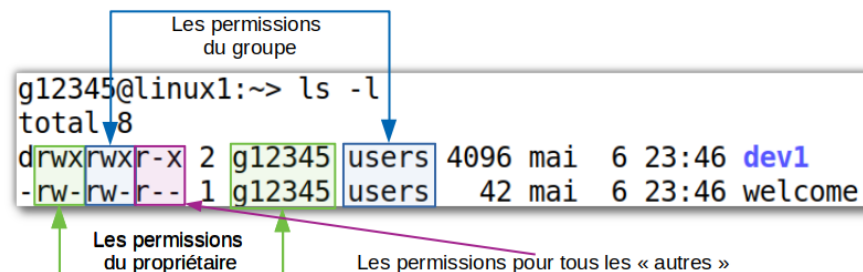 Les permissions
du groupe
g12345@linux1:~> ls -l
total 8
drwxrwxr-x 2 g12345 users 4096 mai  6 23:46 dev1
-rw-rw-r-- 1 g12345 users   42 mai  6 23:46 welcome
Les permissions
du propriétaire
Les permissions pour tous les « autres »